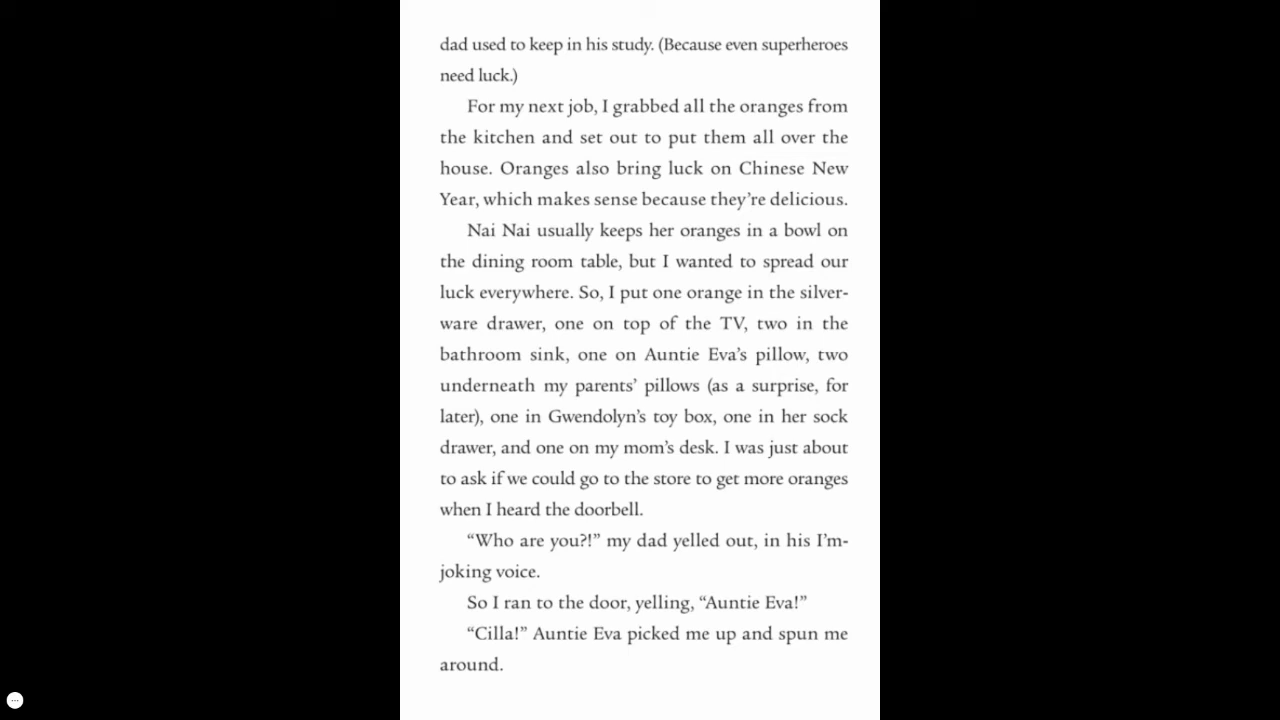 dad used to keep in his study. (Because even superheroes
need luck.)
For my next job, I grabbed all the oranges from
the kitchen and set out to put them all over the
house. Oranges also bring luck on Chinese New
Year, which makes sense because they’re delicious.
Nai Nai usually keeps her oranges in a bowl on
the dining room table, but I wanted to spread our
luck everywhere. So, I put one orange in the silver-
ware drawer, one on top of the TV, two in the
bathroom sink, one on Auntie Eva’s pillow, two
underneath my parents’ pillows (as a surprise, for
later), one in Gwendolyn’s toy box, one in her sock
drawer, and one on my mom’s desk. I was just about
to ask if we could go to the store to get more oranges
when I heard the doorbell.
“Who are you?!” my dad yelled out, in his I’m-
joking voice.
So I ran to the door, yelling, “Auntie Eva!”
“Cilla!” Auntie Eva picked me up and spun me
around.